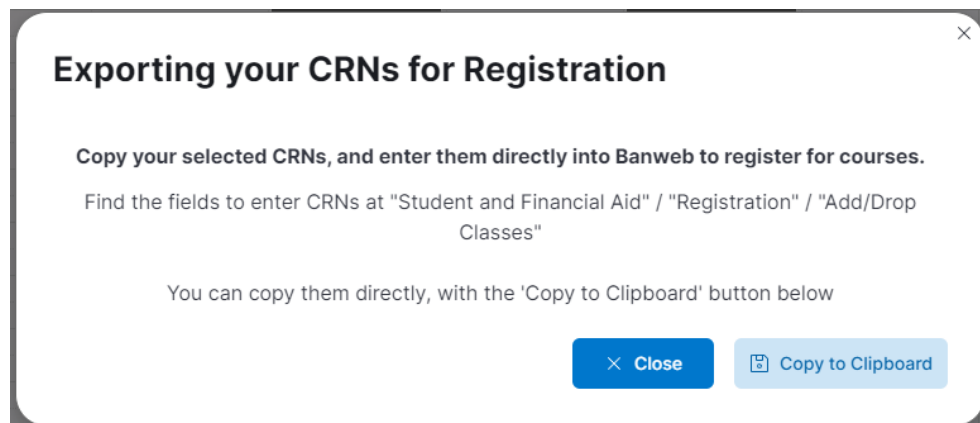 Exporting your CRNs for Registration
Copy your selected CRNs, and enter them directly into Banweb to register for courses.
Find the fields to enter CRNs at "Student and Financial Aid" / "Registration" / "Add/Drop
Classes"
You can copy them directly, with the 'Copy to Clipboard' button below
Close
Copy to Clipboard